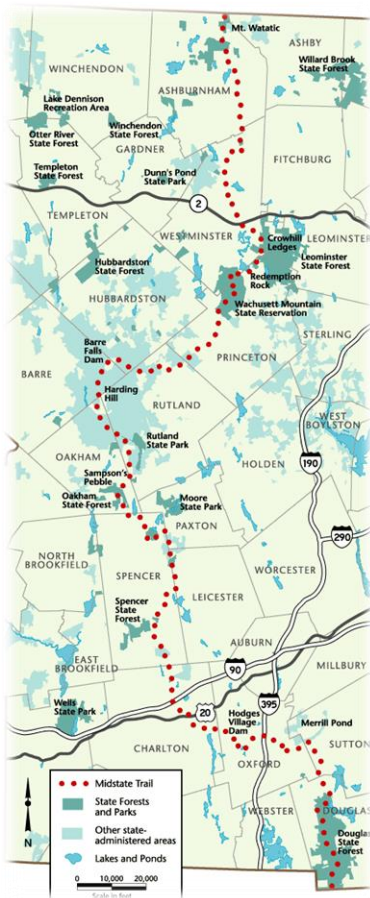 Mt. Watatic
ASHBY
Willard Brook
State Forest
WINCHENDON
ASHBURNHAM
Lake Dennison
Recreation Area
Otter River
State Forest
Winchendon
State Forest
GARDNER
FITCHBURG
Templeton
State Forest
Dunn's Pond
State Park
2
TEMPLETON
WESTMINSTER
Crowhill
Ledges
LEOMINSTER
Leominster
State Forest
Hubbardston
State Forest
Redemption
Rock
HUBBARDSTON
Wachusett Mountain
State Reservation
STERLING
Barre
Falls
Dam
PRINCETON
BARRE
Harding
Hill
RUTLAND
WEST
BOYLSTON
OAKHAM
Rutland
State Park
HOLDEN
190
Sampson's
Pebble
Oakham
State Forest
Moore
State Park
PAXTON
290
NORTH
BROOKFIELD
SPENCER
WORCESTER
LEICESTER
Spencer
State
Forest
AUBURN
EAST
BROOKFIELD
90
MILLBURY
Wells
State Park
20
395
Hodges
Village
Dam
Merrill Pond
SUTTON
CHARLTON
OXFORD
WEBSTER
DOUGLAS
Douglas
State
Forest
Midstate Trail
State Forests
and Parks
Other state-
administered areas
Lakes and Ponds
N
0 10,000 20,000
Scale in feet